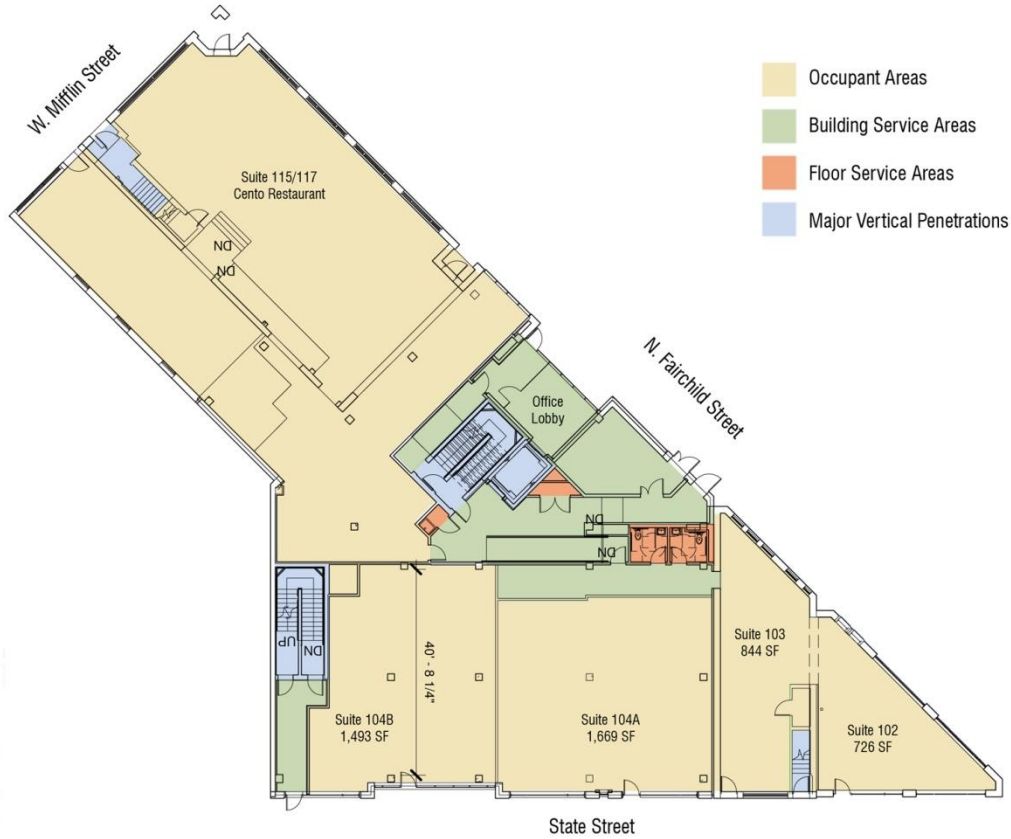 W. Mifflin Street
Occupant Areas
Building Service Areas
Floor Service Areas
Major Vertical Penetrations
Suite 115/117
Cento Restaurant
DN
DN
N. Fairchild Street
Office
Lobby
DN
DN
UP
DN
40' - 8 1/4"
Suite 103
844 SF
Suite 104B
1,493 SF
Suite 104A
1,669 SF
Suite 102
726 SF
State Street